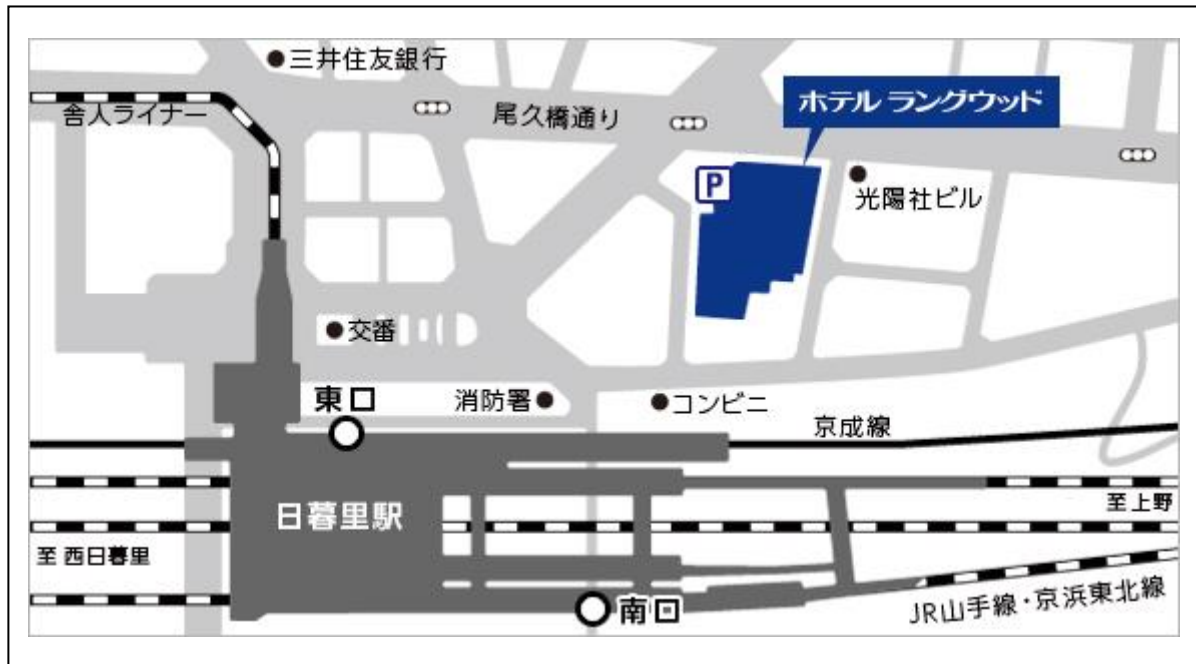 三井住友銀行
舎人ライナー
尾久橋通り
ホテル ラングウッド
P
光陽社ビル
交番
東口
消防署
コンビニ
京成線
日暮里駅
至 上野
至 西日暮里
南口
JR山手線・京浜東北線